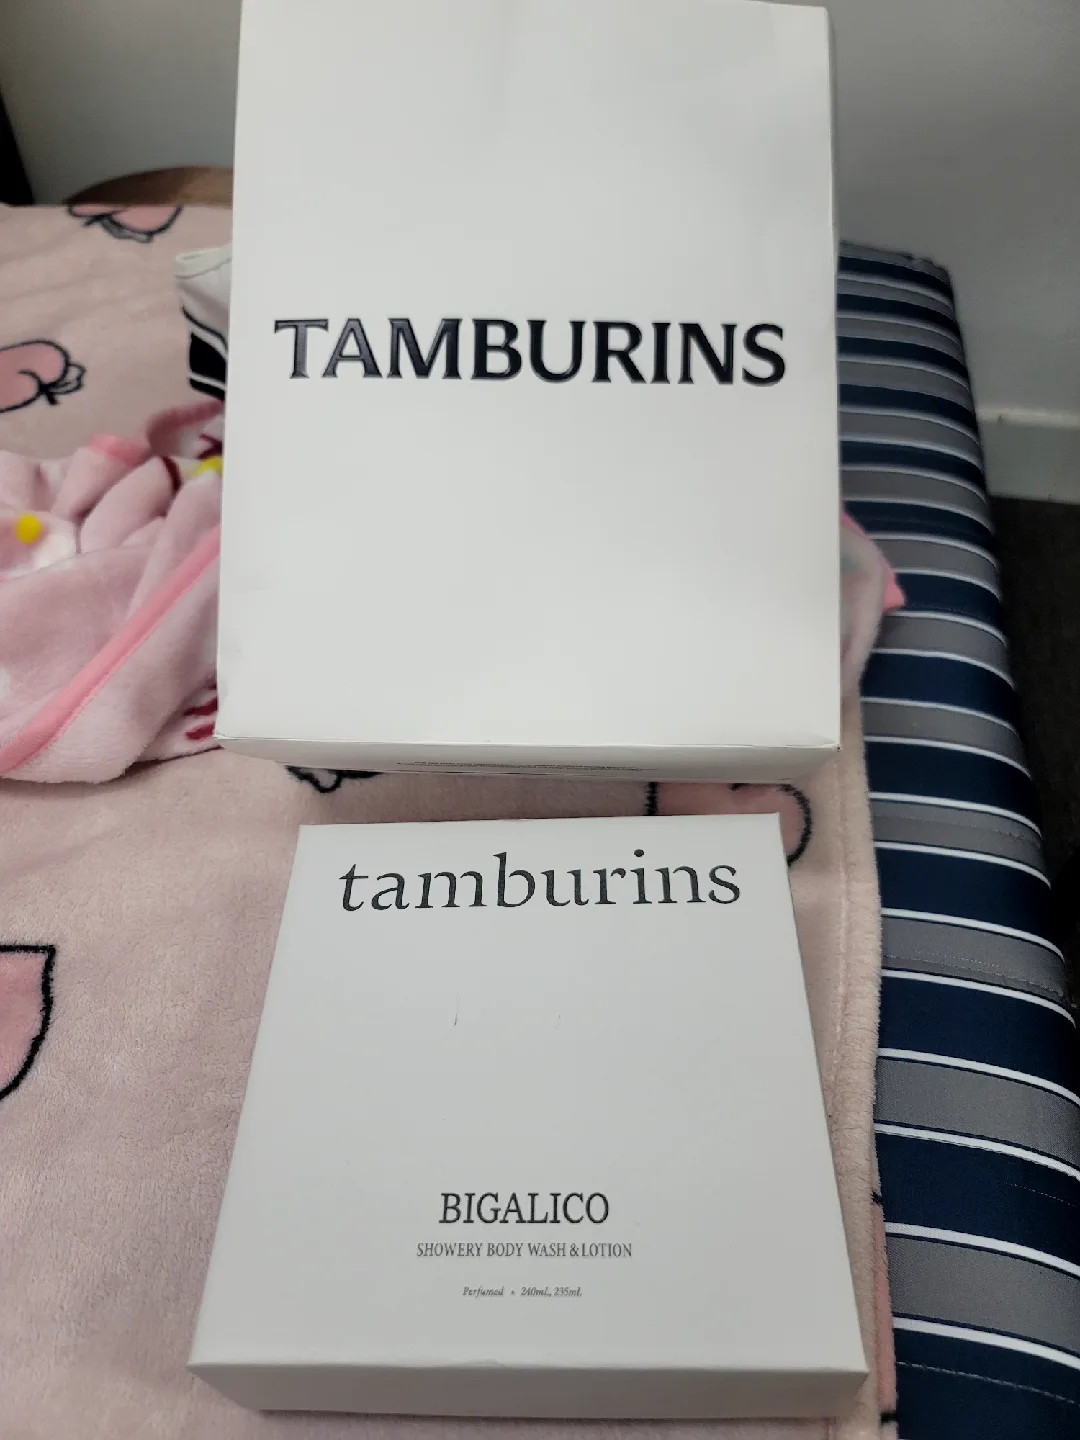 TAMBURINS
tamburins
BIGALICO
SHOWERY BODY WASH & LOTION
Perfumed • 240mL, 235mL